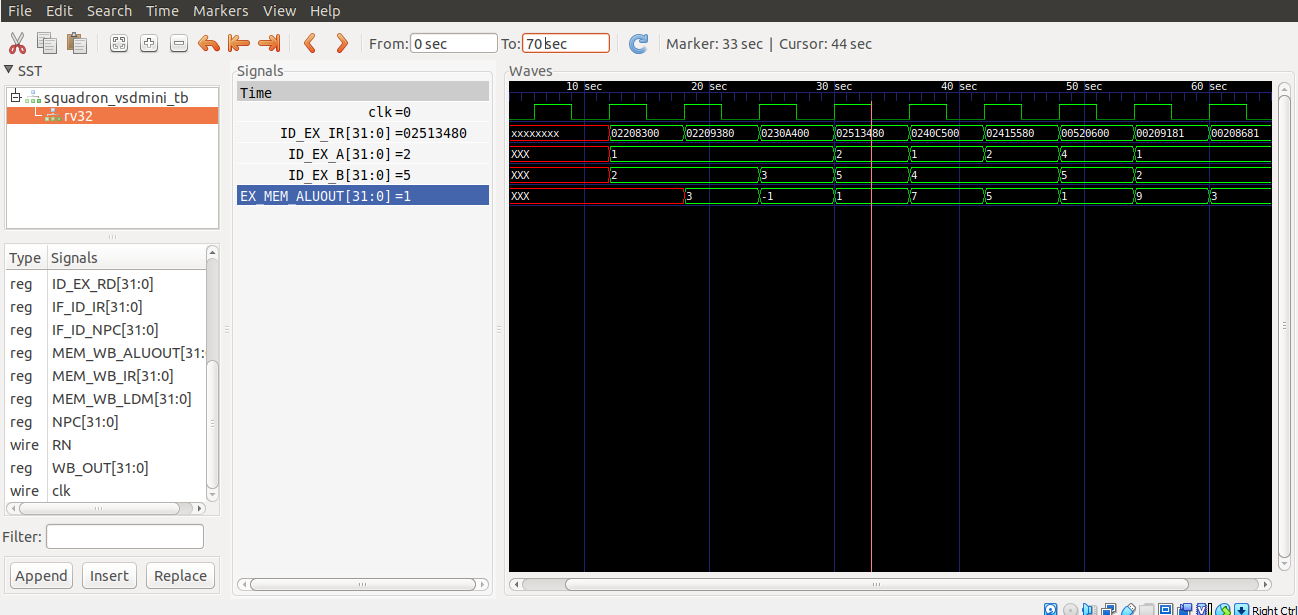 File Edit Search Time Markers View Help
From: 0 sec To: 70 sec Marker: 33 sec | Cursor: 44 sec
SST
squadron_vsdmini_tb
rv32
Type Signals
reg ID_EX_RD[31:0]
reg IF_ID_IR[31:0]
reg IF_ID_NPC[31:0]
reg MEM_WB_ALUOUT[31:
reg MEM_WB_IR[31:0]
reg MEM_WB_LDM[31:0]
reg NPC[31:0]
wire RN
reg WB_OUT[31:0]
wire clk
Filter:
Append Insert Replace
Signals
Time
clk=0
ID_EX_IR[31:0]=02513480
ID_EX_A[31:0]=2
ID_EX_B[31:0]=5
EX_MEM_ALUOUT[31:0]=1
Waves
10 sec 20 sec 30 sec 40 sec 50 sec 60 sec
xxxxxxxx 02208300 02209380 0230A400 02513480 0240C500 02415580 00520600 00209181 00208681
XXX 1 2 1 2 4 1
XXX 2 3 5 4 5 2
XXX 3 -1 1 7 5 1 9 3
Right Ctrl